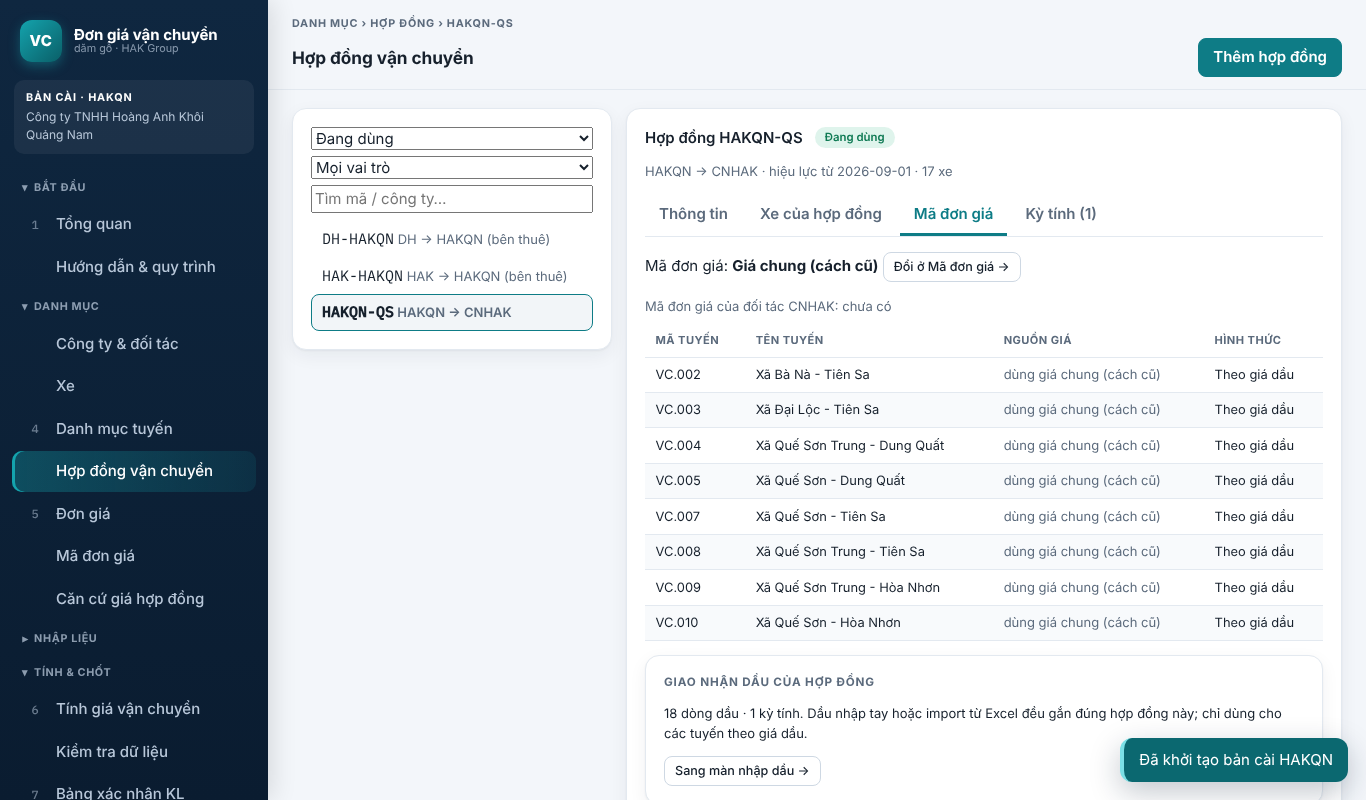 VC
Đơn giá vận chuyển
dăm gỗ · HAK Group
BẢN CÀI · HAKQN
Công ty TNHH Hoàng Anh Khôi
Quảng Nam
▾ BẮT ĐẦU
1 Tổng quan
Hướng dẫn & quy trình
▾ DANH MỤC
Công ty & đối tác
Xe
4 Danh mục tuyến
Hợp đồng vận chuyển
5 Đơn giá
Mã đơn giá
Căn cứ giá hợp đồng
▸ NHẬP LIỆU
▾ TÍNH & CHỐT
6 Tính giá vận chuyển
Kiểm tra dữ liệu
7 Bảng xác nhận KL
DANH MỤC › HỢP ĐỒNG › HAKQN-QS
Hợp đồng vận chuyển
Thêm hợp đồng
Đang dùng
Mọi vai trò
Tìm mã / công ty...
DH-HAKQN DH → HAKQN (bên thuê)
HAK-HAKQN HAK → HAKQN (bên thuê)
HAKQN-QS HAKQN → CNHAK
Hợp đồng HAKQN-QS Đang dùng
HAKQN → CNHAK · hiệu lực từ 2026-09-01 · 17 xe
Thông tin Xe của hợp đồng Mã đơn giá Kỳ tính (1)
Mã đơn giá: Giá chung (cách cũ) Đổi ở Mã đơn giá →
Mã đơn giá của đối tác CNHAK: chưa có
MÃ TUYẾN TÊN TUYẾN NGUỒN GIÁ HÌNH THỨC
VC.002 Xã Bà Nà - Tiên Sa dùng giá chung (cách cũ) Theo giá dầu
VC.003 Xã Đại Lộc - Tiên Sa dùng giá chung (cách cũ) Theo giá dầu
VC.004 Xã Quế Sơn Trung - Dung Quất dùng giá chung (cách cũ) Theo giá dầu
VC.005 Xã Quế Sơn - Dung Quất dùng giá chung (cách cũ) Theo giá dầu
VC.007 Xã Quế Sơn - Tiên Sa dùng giá chung (cách cũ) Theo giá dầu
VC.008 Xã Quế Sơn Trung - Tiên Sa dùng giá chung (cách cũ) Theo giá dầu
VC.009 Xã Quế Sơn Trung - Hòa Nhơn dùng giá chung (cách cũ) Theo giá dầu
VC.010 Xã Quế Sơn - Hòa Nhơn dùng giá chung (cách cũ) Theo giá dầu
GIAO NHẬN DẦU CỦA HỢP ĐỒNG
18 dòng dầu · 1 kỳ tính. Dầu nhập tay hoặc import từ Excel đều gắn đúng hợp đồng này; chỉ dùng cho
các tuyến theo giá dầu.
Sang màn nhập dầu →
Đã khởi tạo bản cài HAKQN